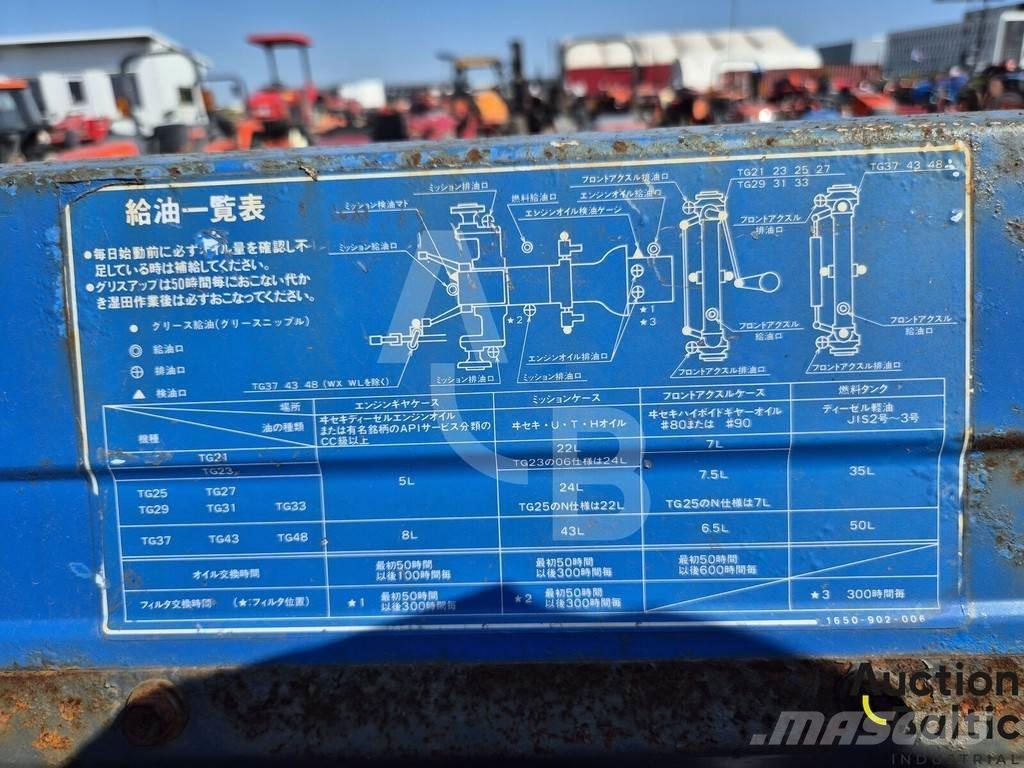 給油一覧表
●毎日始動前に必ずオイル量を確認し不
足している時は補給してください。
●グリスアップは50時間毎におこない代か
き湿田作業後は必ずおこなってください。
● グリース給油(グリースニップル)
◎ 給油口
⊕ 排油口
▲ 検油口
ミッション排油口
ミッション検油マト
ミッション給油口
燃料給油口
エンジンオイル検油ゲージ
フロントアクスル排油口
エンジンオイル給油口
TG21 23 25 27
TG29 31 33
TG37 43 48
フロントアクスル
排油口
★2
★1
★3
フロントアクスル
給油口
フロントアクスル
給油口
エンジンオイル排油口
フロントアクスル排油口
TG37 43 48 (WX WLを除く)
ミッション排油口
ミッション排油口
場所
油の種類
機種
エンジンギヤケース
ミッションケース
フロントアクスルケース
燃料タンク
ヰセキディーゼルエンジンオイル
または有名銘柄のAPIサービス分類の
CC級以上
ヰセキ・U・T・Hオイル
ヰセキハイポイドギヤーオイル
#80または #90
ディーゼル軽油
JIS2号~3号
TG21
22L
7L
TG23
TG23の06仕様は24L
TG25 TG27
TG29 TG31 TG33
5L
24L
TG25のN仕様は22L
7.5L
TG25のN仕様は7L
35L
TG37 TG43 TG48
8L
43L
6.5L
50L
オイル交換時間
最初50時間
以後100時間毎
最初50時間
以後300時間毎
最初50時間
以後600時間毎
フィルタ交換時間 (★:フィルタ位置)
★1 最初50時間
以後300時間毎
★2 最初50時間
以後300時間毎
★3 300時間毎
1650-902-006
A
U
B
Auction
Baltic
INDUSTRIAL
MASCUS